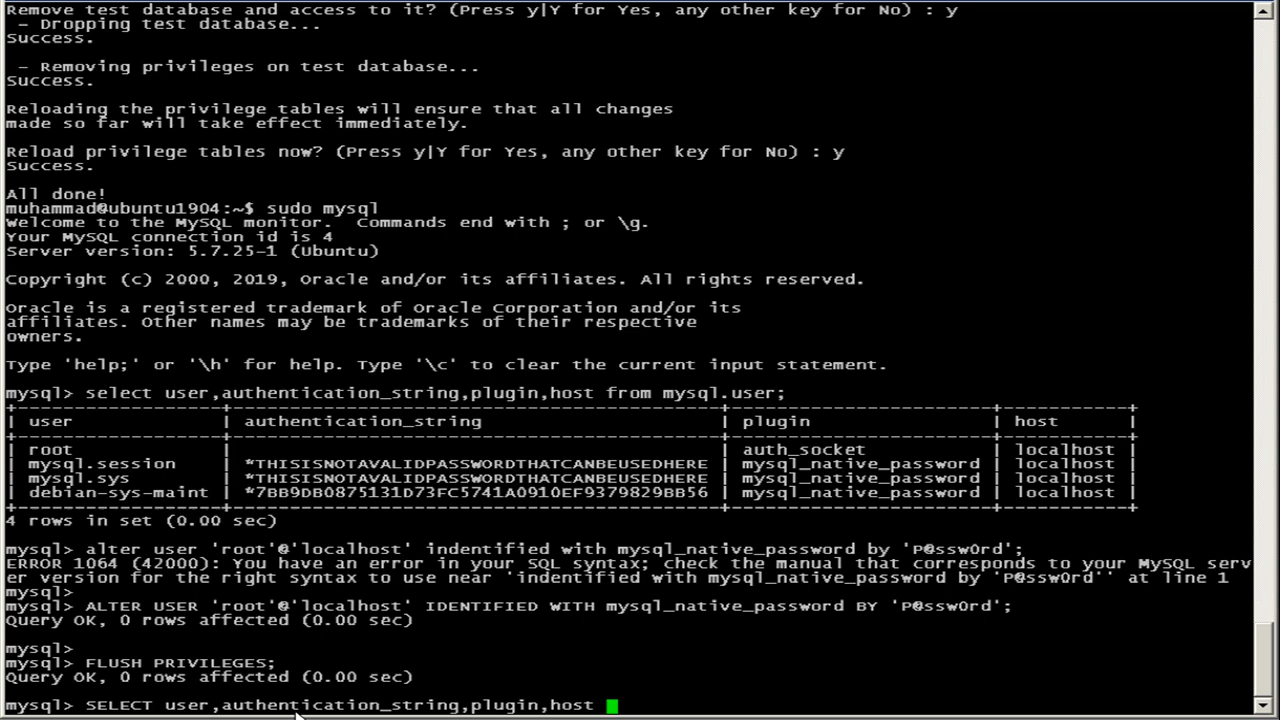 Remove test database and access to it? (Press y|Y for Yes, any other key for No) : y
 - Dropping test database...
Success.
 - Removing privileges on test database...
Success.
Reloading the privilege tables will ensure that all changes
made so far will take effect immediately.
Reload privilege tables now? (Press y|Y for Yes, any other key for No) : y
Success.
All done!
muhammad@ubuntu1904:~$ sudo mysql
Welcome to the MySQL monitor.  Commands end with ; or \g.
Your MySQL connection id is 4
Server version: 5.7.25-1 (Ubuntu)
Copyright (c) 2000, 2019, Oracle and/or its affiliates. All rights reserved.
Oracle is a registered trademark of Oracle Corporation and/or its
affiliates. Other names may be trademarks of their respective
owners.
Type 'help;' or '\h' for help. Type '\c' to clear the current input statement.
mysql> select user,authentication_string,plugin,host from mysql.user;
| user | authentication_string | plugin | host |
| root | | auth_socket | localhost |
| mysql.session | *THISISNOTAVALIDPASSWORDTHATCANBEUSEDHERE | mysql_native_password | localhost |
| mysql.sys | *THISISNOTAVALIDPASSWORDTHATCANBEUSEDHERE | mysql_native_password | localhost |
| debian-sys-maint | *7BB9DB0875131D73FC5741A0910EF9379829BB56 | mysql_native_password | localhost |
4 rows in set (0.00 sec)
mysql> alter user 'root'@'localhost' indentified with mysql_native_password by 'P@ssw0rd';
ERROR 1064 (42000): You have an error in your SQL syntax; check the manual that corresponds to your MySQL serv
er version for the right syntax to use near 'indentified with mysql_native_password by 'P@ssw0rd'' at line 1
mysql>
mysql> ALTER USER 'root'@'localhost' IDENTIFIED WITH mysql_native_password BY 'P@ssw0rd';
Query OK, 0 rows affected (0.00 sec)
mysql>
mysql> FLUSH PRIVILEGES;
Query OK, 0 rows affected (0.00 sec)
mysql> SELECT user,authentication_string,plugin,host